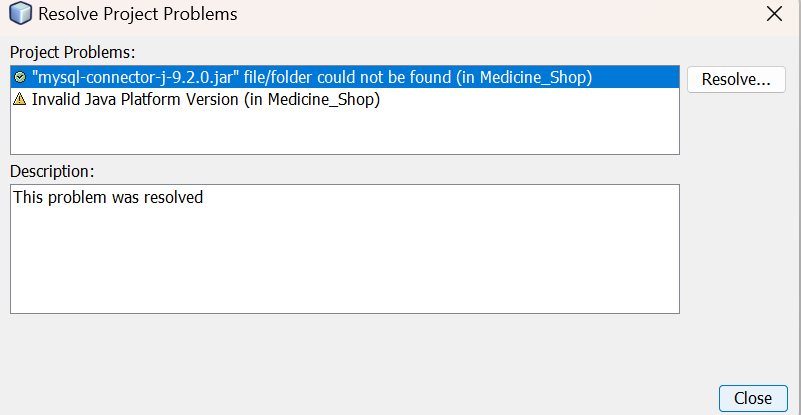 Resolve Project Problems
Project Problems:
"mysql-connector-j-9.2.0.jar" file/folder could not be found (in Medicine_Shop)
Resolve...
Invalid Java Platform Version (in Medicine_Shop)
Description:
This problem was resolved
Close